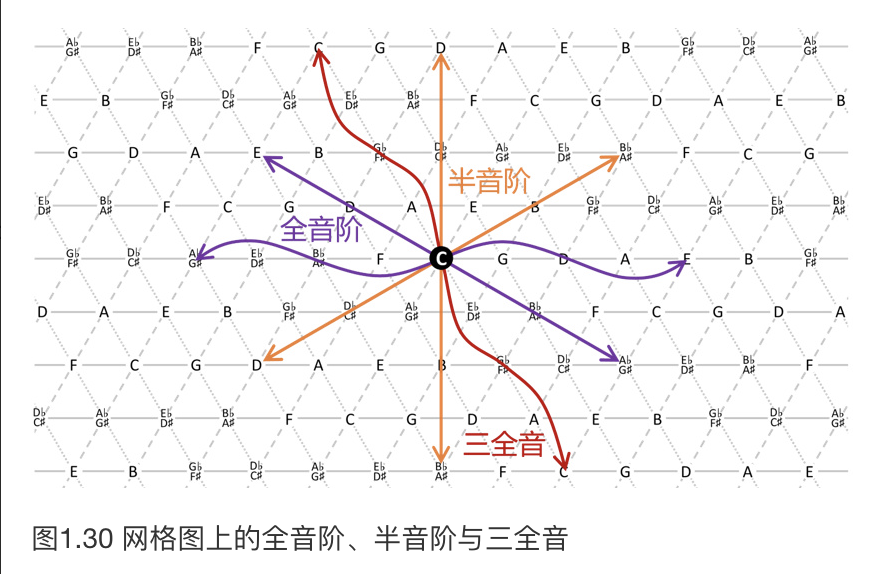 A♭ G♯ E♭ D♯ B♭ A♯ F C G D A E B G♭ F♯ D♭ C♯ A♭ G♯
E B G♭ F♯ D♭ C♯ A♭ G♯ E♭ D♯ B♭ A♯ F C G D A E B
G D A E B G♭ F♯ D♭ C♯ A♭ G♯ E♭ D♯ B♭ A♯ F C G
半音阶
E♭ D♯ B♭ A♯ F C G D A E B G♭ F♯ D♭ C♯ A♭ G♯ E♭ D♯ B♭ A♯
全音阶
G♭ F♯ D♭ C♯ A♭ G♯ E♭ D♯ B♭ A♯ F C G D A E B G♭ F♯
D A E B G♭ F♯ D♭ C♯ A♭ G♯ E♭ D♯ B♭ A♯ F C G D A
F C G D A E B G♭ F♯ D♭ C♯ A♭ G♯ E♭ D♯ B♭ A♯ F
D♭ C♯ A♭ G♯ E♭ D♯ B♭ A♯ F C G D A E B G♭ F♯ D♭ C♯ A♭ G♯
三全音
E B G♭ F♯ D♭ C♯ A♭ G♯ E♭ D♯ B♭ A♯ F C G D A E
图1.30 网格图上的全音阶、半音阶与三全音